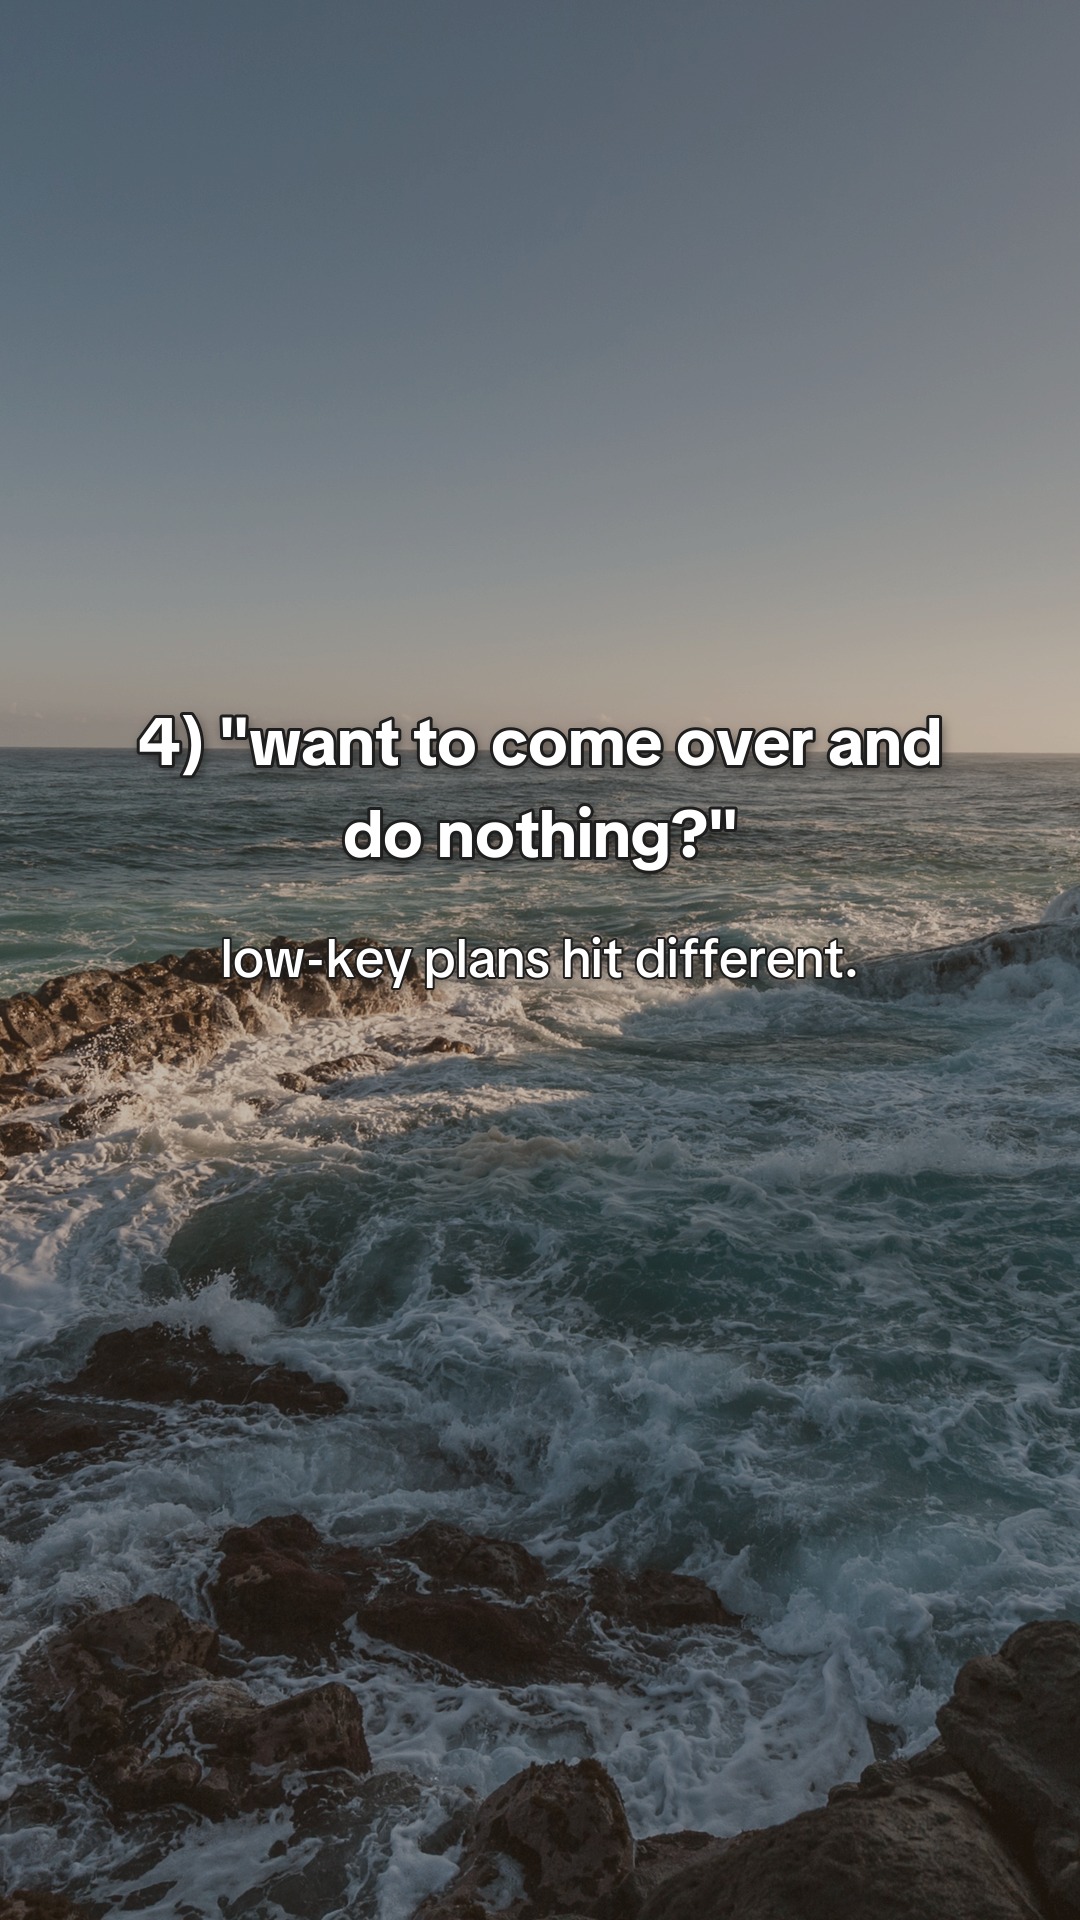 4) "want to come over and
do nothing?"
low-key plans hit different.